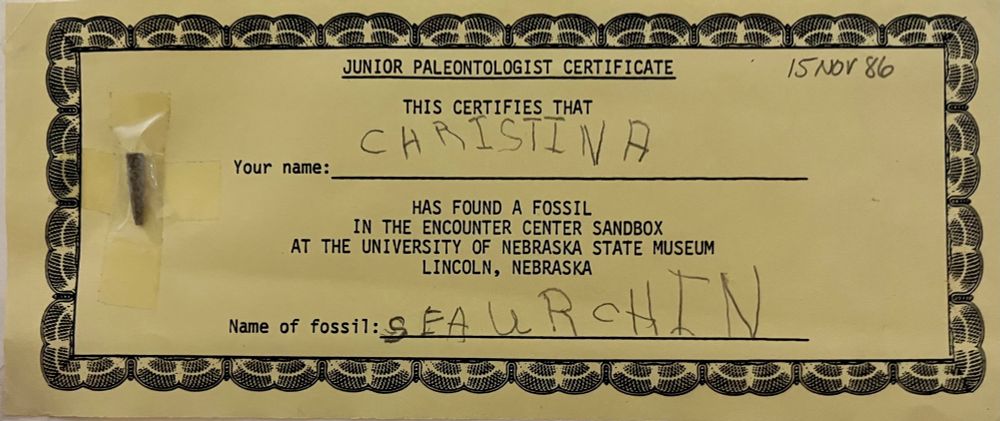 JUNIOR PALEONTOLOGIST CERTIFICATE 15 NOV 86
THIS CERTIFIES THAT
Your name: CHRISTINA
HAS FOUND A FOSSIL
IN THE ENCOUNTER CENTER SANDBOX
AT THE UNIVERSITY OF NEBRASKA STATE MUSEUM
LINCOLN, NEBRASKA
Name of fossil: SEA URCHIN